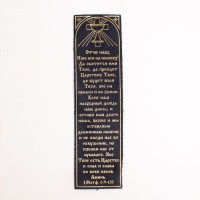 Отче наш,
Иже еси на небеси!
Да святится имя
Твое, да приидет
Царствие Твое,
да будет воля
Твоя, яко на
небеси и на земли.
Хлеб наш
насущный даждь
нам днесь; и
остави нам долги
наша, якоже и мы
оставляем
должником нашим
и не введи нас во
искушение, но
избави нас от
лукаваго. Яко
Твое есть Царство
и сила и слава
во веки веков.
Аминь.
(Матф. 6:9-13)